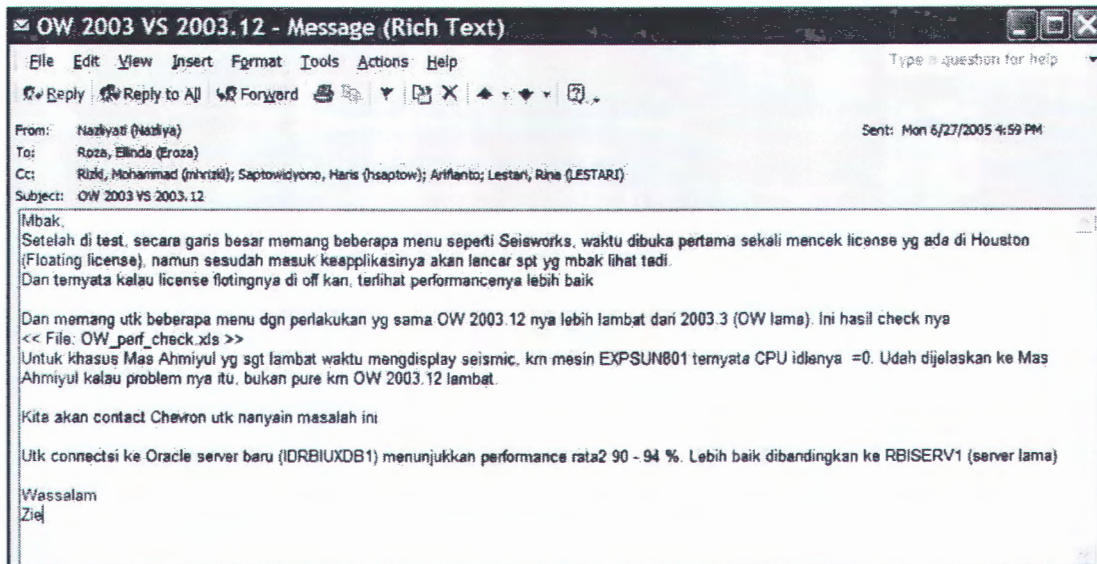 OW 2003 VS 2003.12 - Message (Rich Text)
File Edit View Insert Format Tools Actions Help Type a question for help
Reply Reply to All Forward
From: Nazliyati (Nazliya) Sent: Mon 6/27/2005 4:59 PM
To: Roza, Elinda (Eroza)
Cc: Rizki, Mohammad (mhrizki); Saptowidyono, Haris (hsaptow); Arifianto; Lestari, Rina (LESTARI)
Subject: OW 2003 VS 2003.12
Mbak,
Setelah di test, secara garis besar memang beberapa menu seperti Seisworks, waktu dibuka pertama sekali mencek license yg ada di Houston
(Floating license), namun sesudah masuk keapplikasinya akan lancar spt yg mbak lihat tadi.
Dan ternyata kalau license flotingnya di off kan, terlihat performancenya lebih baik
Dan memang utk beberapa menu dgn perlakukan yg sama OW 2003.12 nya lebih lambat dari 2003.3 (OW lama). Ini hasil check nya
<< File: OW_perf_check.xls >>
Untuk khusus Mas Ahmiyul yg sgt lambat waktu mengdisplay seismic, krn mesin EXPSUN801 ternyata CPU idlenya =0. Udah dijelaskan ke Mas
Ahmiyul kalau problem nya itu, bukan pure krn OW 2003.12 lambat.
Kita akan contact Chevron utk nanyain masalah ini
Utk connectsi ke Oracle server baru (IDRBIUXDB1) menunjukkan performance rata2 90 - 94 %. Lebih baik dibandingkan ke RBISERV1 (server lama)
Wassalam
Zie